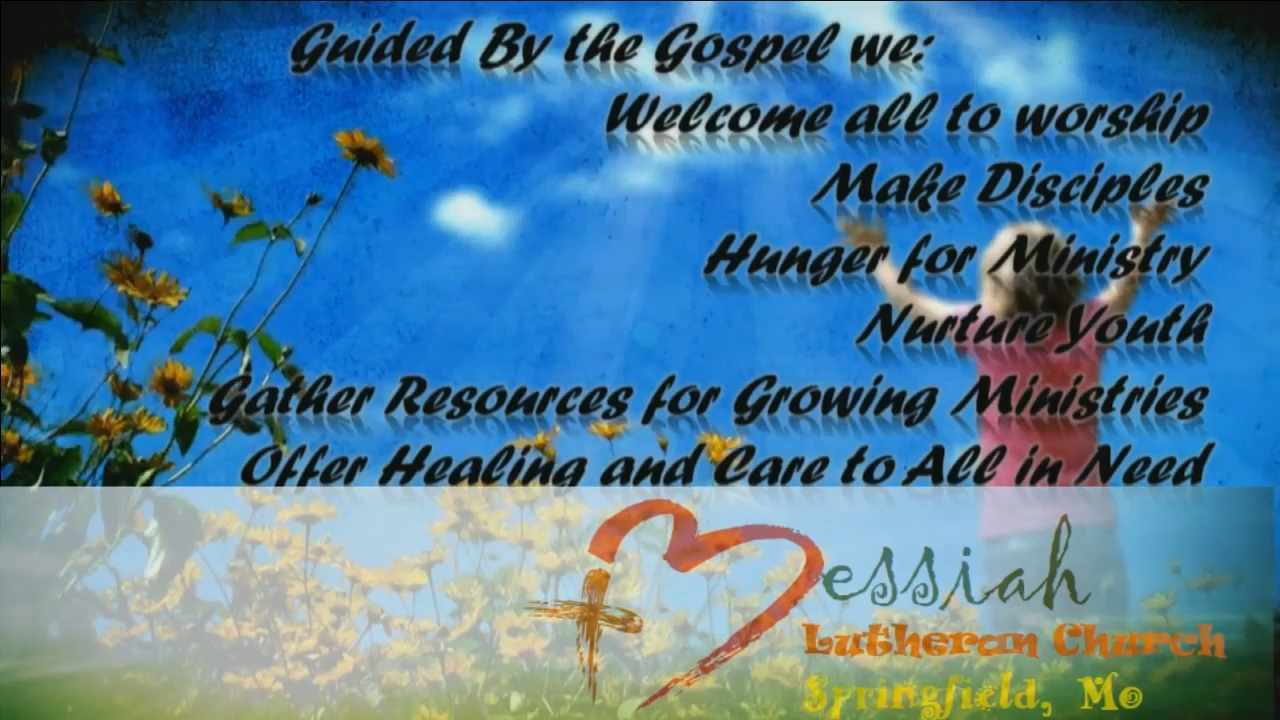 Guided By the Gospel we:
Welcome all to worship
Make Disciples
Hunger for Ministry
Nurture Youth
Gather Resources for Growing Ministries
Offer Healing and Care to All in Need
Messiah
Lutheran Church
Springfield, Mo